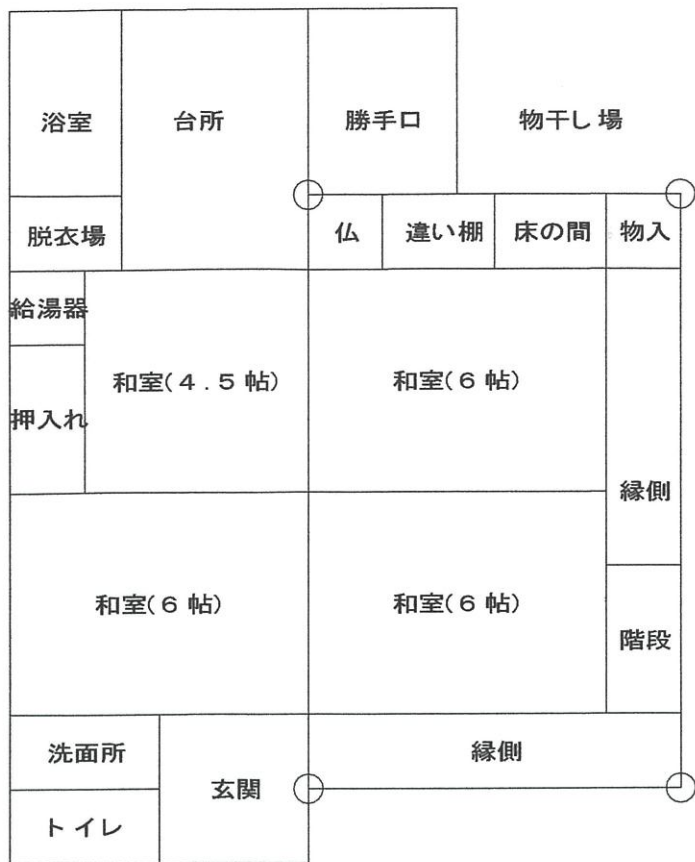 浴室
台所
勝手口
物干し場
脱衣場
仏
違い棚
床の間
物入
給湯器
押入れ
和室(4.5帖)
和室(6帖)
縁側
和室(6帖)
和室(6帖)
階段
洗面所
トイレ
玄関
縁側